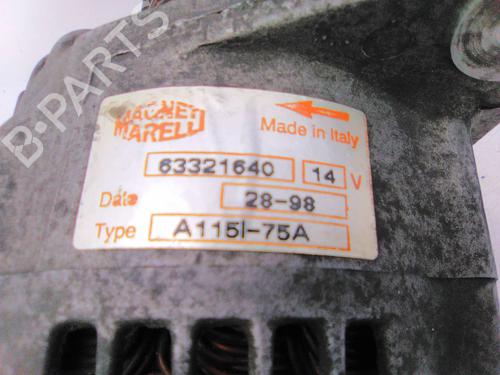 MAGNETI
MARELLI
Made in Italy
63321640 14 V
Date 28-98
Type A115I-75A
B-PARTS